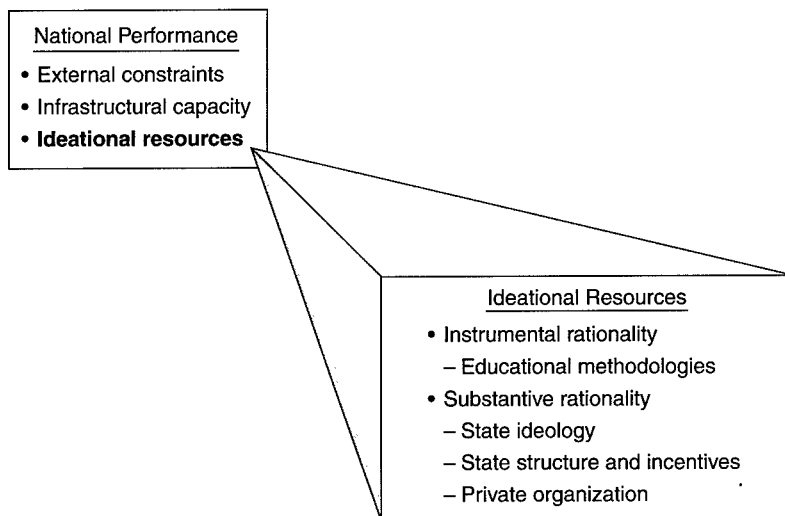 National Performance
• External constraints
• Infrastructural capacity
• Ideational resources
Ideational Resources
• Instrumental rationality
– Educational methodologies
• Substantive rationality
– State ideology
– State structure and incentives
– Private organization